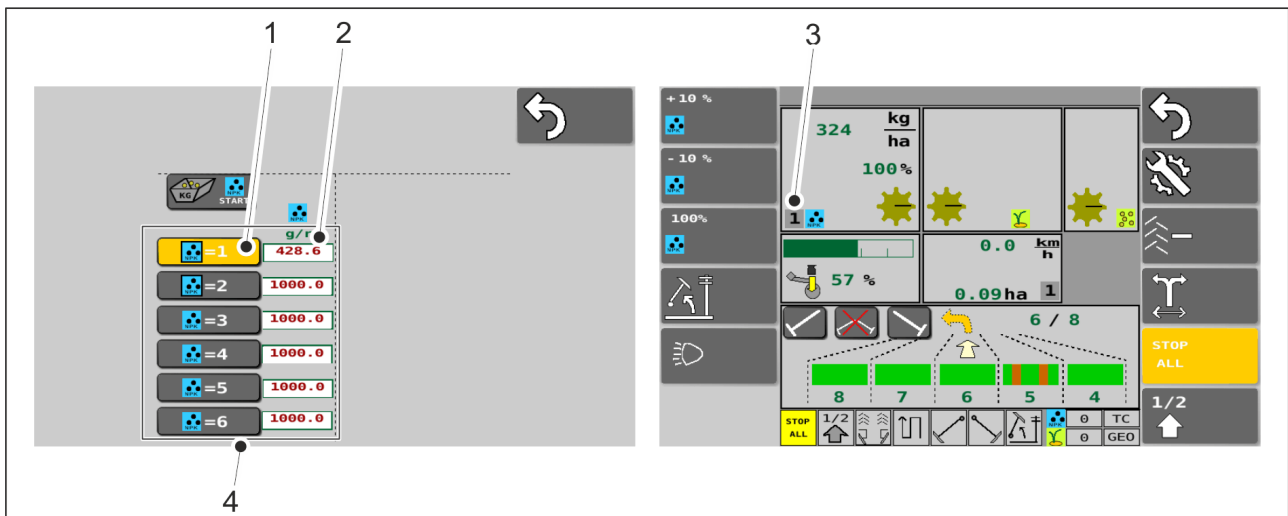 1
2
3
KG
NPK
START
NPK
g/r
NPK =1
428.6
NPK =2
1000.0
NPK =3
1000.0
NPK =4
1000.0
NPK =5
1000.0
NPK =6
1000.0
4
+10 %
NPK
-10 %
NPK
100%
NPK
324 kg
ha
100%
1 NPK
57 %
0.0 km
h
0.09ha 1
6 / 8
8 7 6 5 4
STOP
ALL
1/2
NPK 0 TC
0 GEO
STOP
ALL
1/2